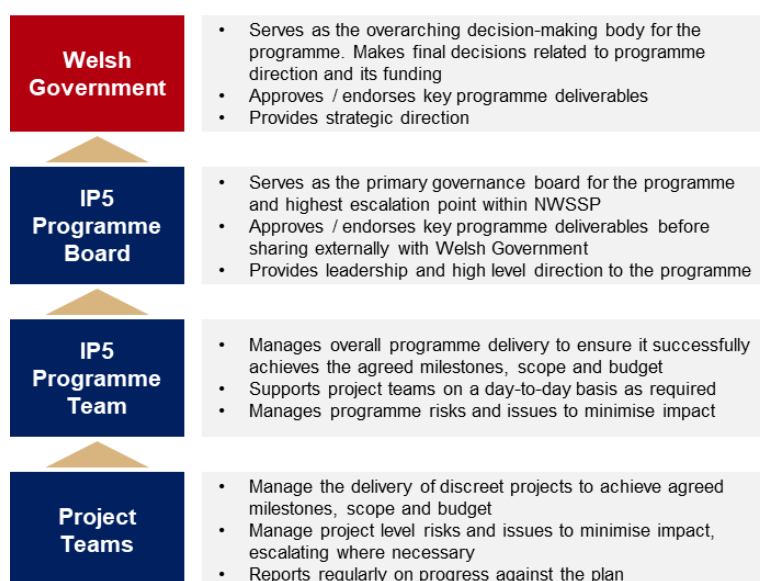 Welsh
Government
• Serves as the overarching decision-making body for the
programme. Makes final decisions related to programme
direction and its funding
• Approves / endorses key programme deliverables
• Provides strategic direction
IP5
Programme
Board
• Serves as the primary governance board for the programme
and highest escalation point within NWSSP
• Approves / endorses key programme deliverables before
sharing externally with Welsh Government
• Provides leadership and high level direction to the programme
IP5
Programme
Team
• Manages overall programme delivery to ensure it successfully
achieves the agreed milestones, scope and budget
• Supports project teams on a day-to-day basis as required
• Manages programme risks and issues to minimise impact
Project
Teams
• Manage the delivery of discreet projects to achieve agreed
milestones, scope and budget
• Manage project level risks and issues to minimise impact,
escalating where necessary
• Reports regularly on progress against the plan